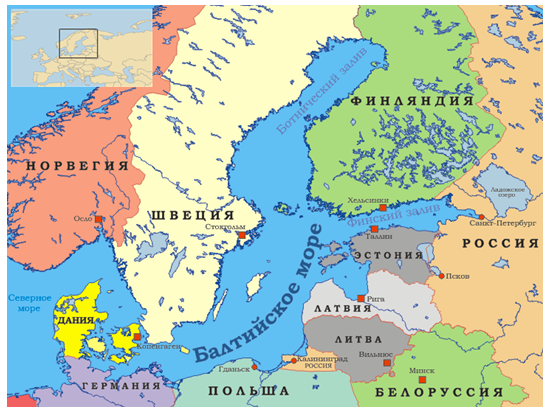 Ботнический залив
ФИНЛЯНДИЯ
НОРВЕГИЯ
Ладожское
озеро
Хельсинки
ШВЕЦИЯ
Осло
Финский залив
Санкт-Петербург
Стокгольм
Таллин
РОССИЯ
ЭСТОНИЯ
Балтийское море
Псков
Северное
море
Рига
ЛАТВИЯ
ДАНИЯ
ЛИТВА
Копенгаген
Вильнюс
Калининград
РОССИЯ
Гданьск
Минск
ГЕРМАНИЯ
ПОЛЬША
БЕЛОРУССИЯ